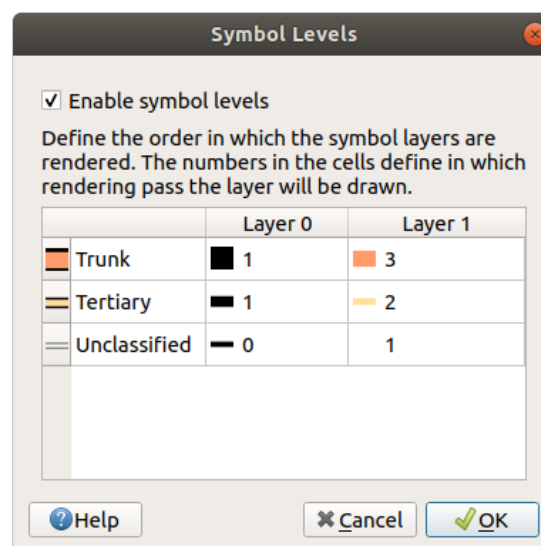 Symbol Levels
Enable symbol levels
Define the order in which the symbol layers are
rendered. The numbers in the cells define in which
rendering pass the layer will be drawn.
Layer 0 Layer 1
Trunk 1 3
Tertiary 1 2
Unclassified 0 1
Help Cancel OK